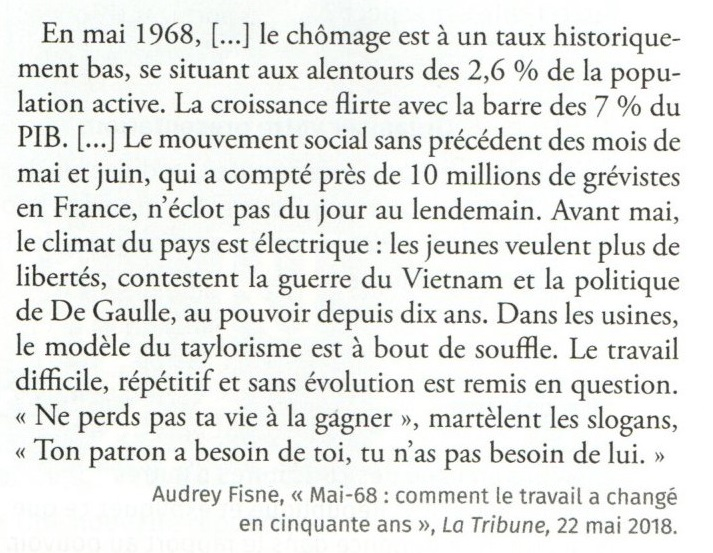 En mai 1968, [...] le chômage est à un taux historique-
ment bas, se situant aux alentours des 2,6 % de la popu-
lation active. La croissance flirte avec la barre des 7 % du
PIB. [...] Le mouvement social sans précédent des mois de
mai et juin, qui a compté près de 10 millions de grévistes
en France, n'éclot pas du jour au lendemain. Avant mai,
le climat du pays est électrique : les jeunes veulent plus de
libertés, contestent la guerre du Vietnam et la politique
de De Gaulle, au pouvoir depuis dix ans. Dans les usines,
le modèle du taylorisme est à bout de souffle. Le travail
difficile, répétitif et sans évolution est remis en question.
« Ne perds pas ta vie à la gagner », martèlent les slogans,
« Ton patron a besoin de toi, tu n'as pas besoin de lui. »
Audrey Fisne, « Mai-68 : comment le travail a changé
en cinquante ans », La Tribune, 22 mai 2018.